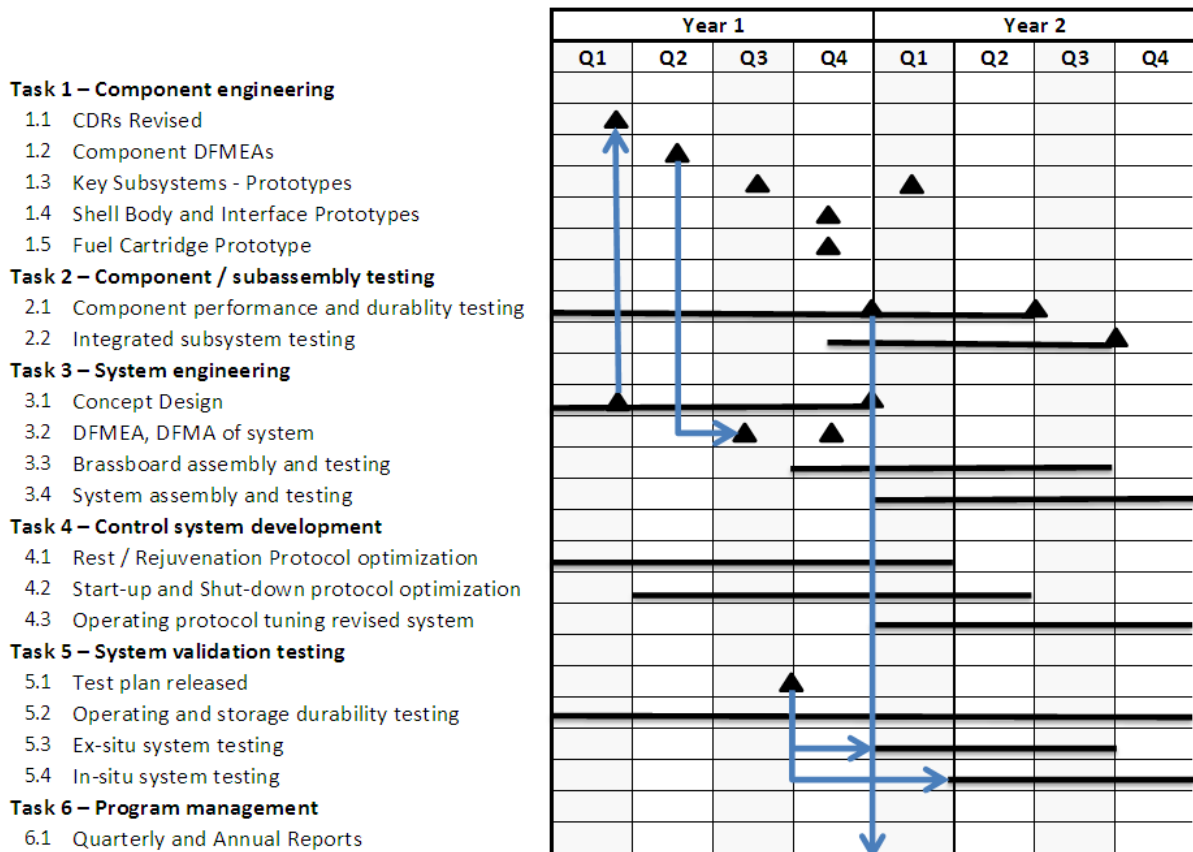 Year 1 Year 2
Q1 Q2 Q3 Q4 Q1 Q2 Q3 Q4
Task 1 – Component engineering
1.1 CDRs Revised
1.2 Component DFMEAs
1.3 Key Subsystems - Prototypes
1.4 Shell Body and Interface Prototypes
1.5 Fuel Cartridge Prototype
Task 2 – Component / subassembly testing
2.1 Component performance and durablity testing
2.2 Integrated subsystem testing
Task 3 – System engineering
3.1 Concept Design
3.2 DFMEA, DFMA of system
3.3 Brassboard assembly and testing
3.4 System assembly and testing
Task 4 – Control system development
4.1 Rest / Rejuvenation Protocol optimization
4.2 Start-up and Shut-down protocol optimization
4.3 Operating protocol tuning revised system
Task 5 – System validation testing
5.1 Test plan released
5.2 Operating and storage durability testing
5.3 Ex-situ system testing
5.4 In-situ system testing
Task 6 – Program management
6.1 Quarterly and Annual Reports